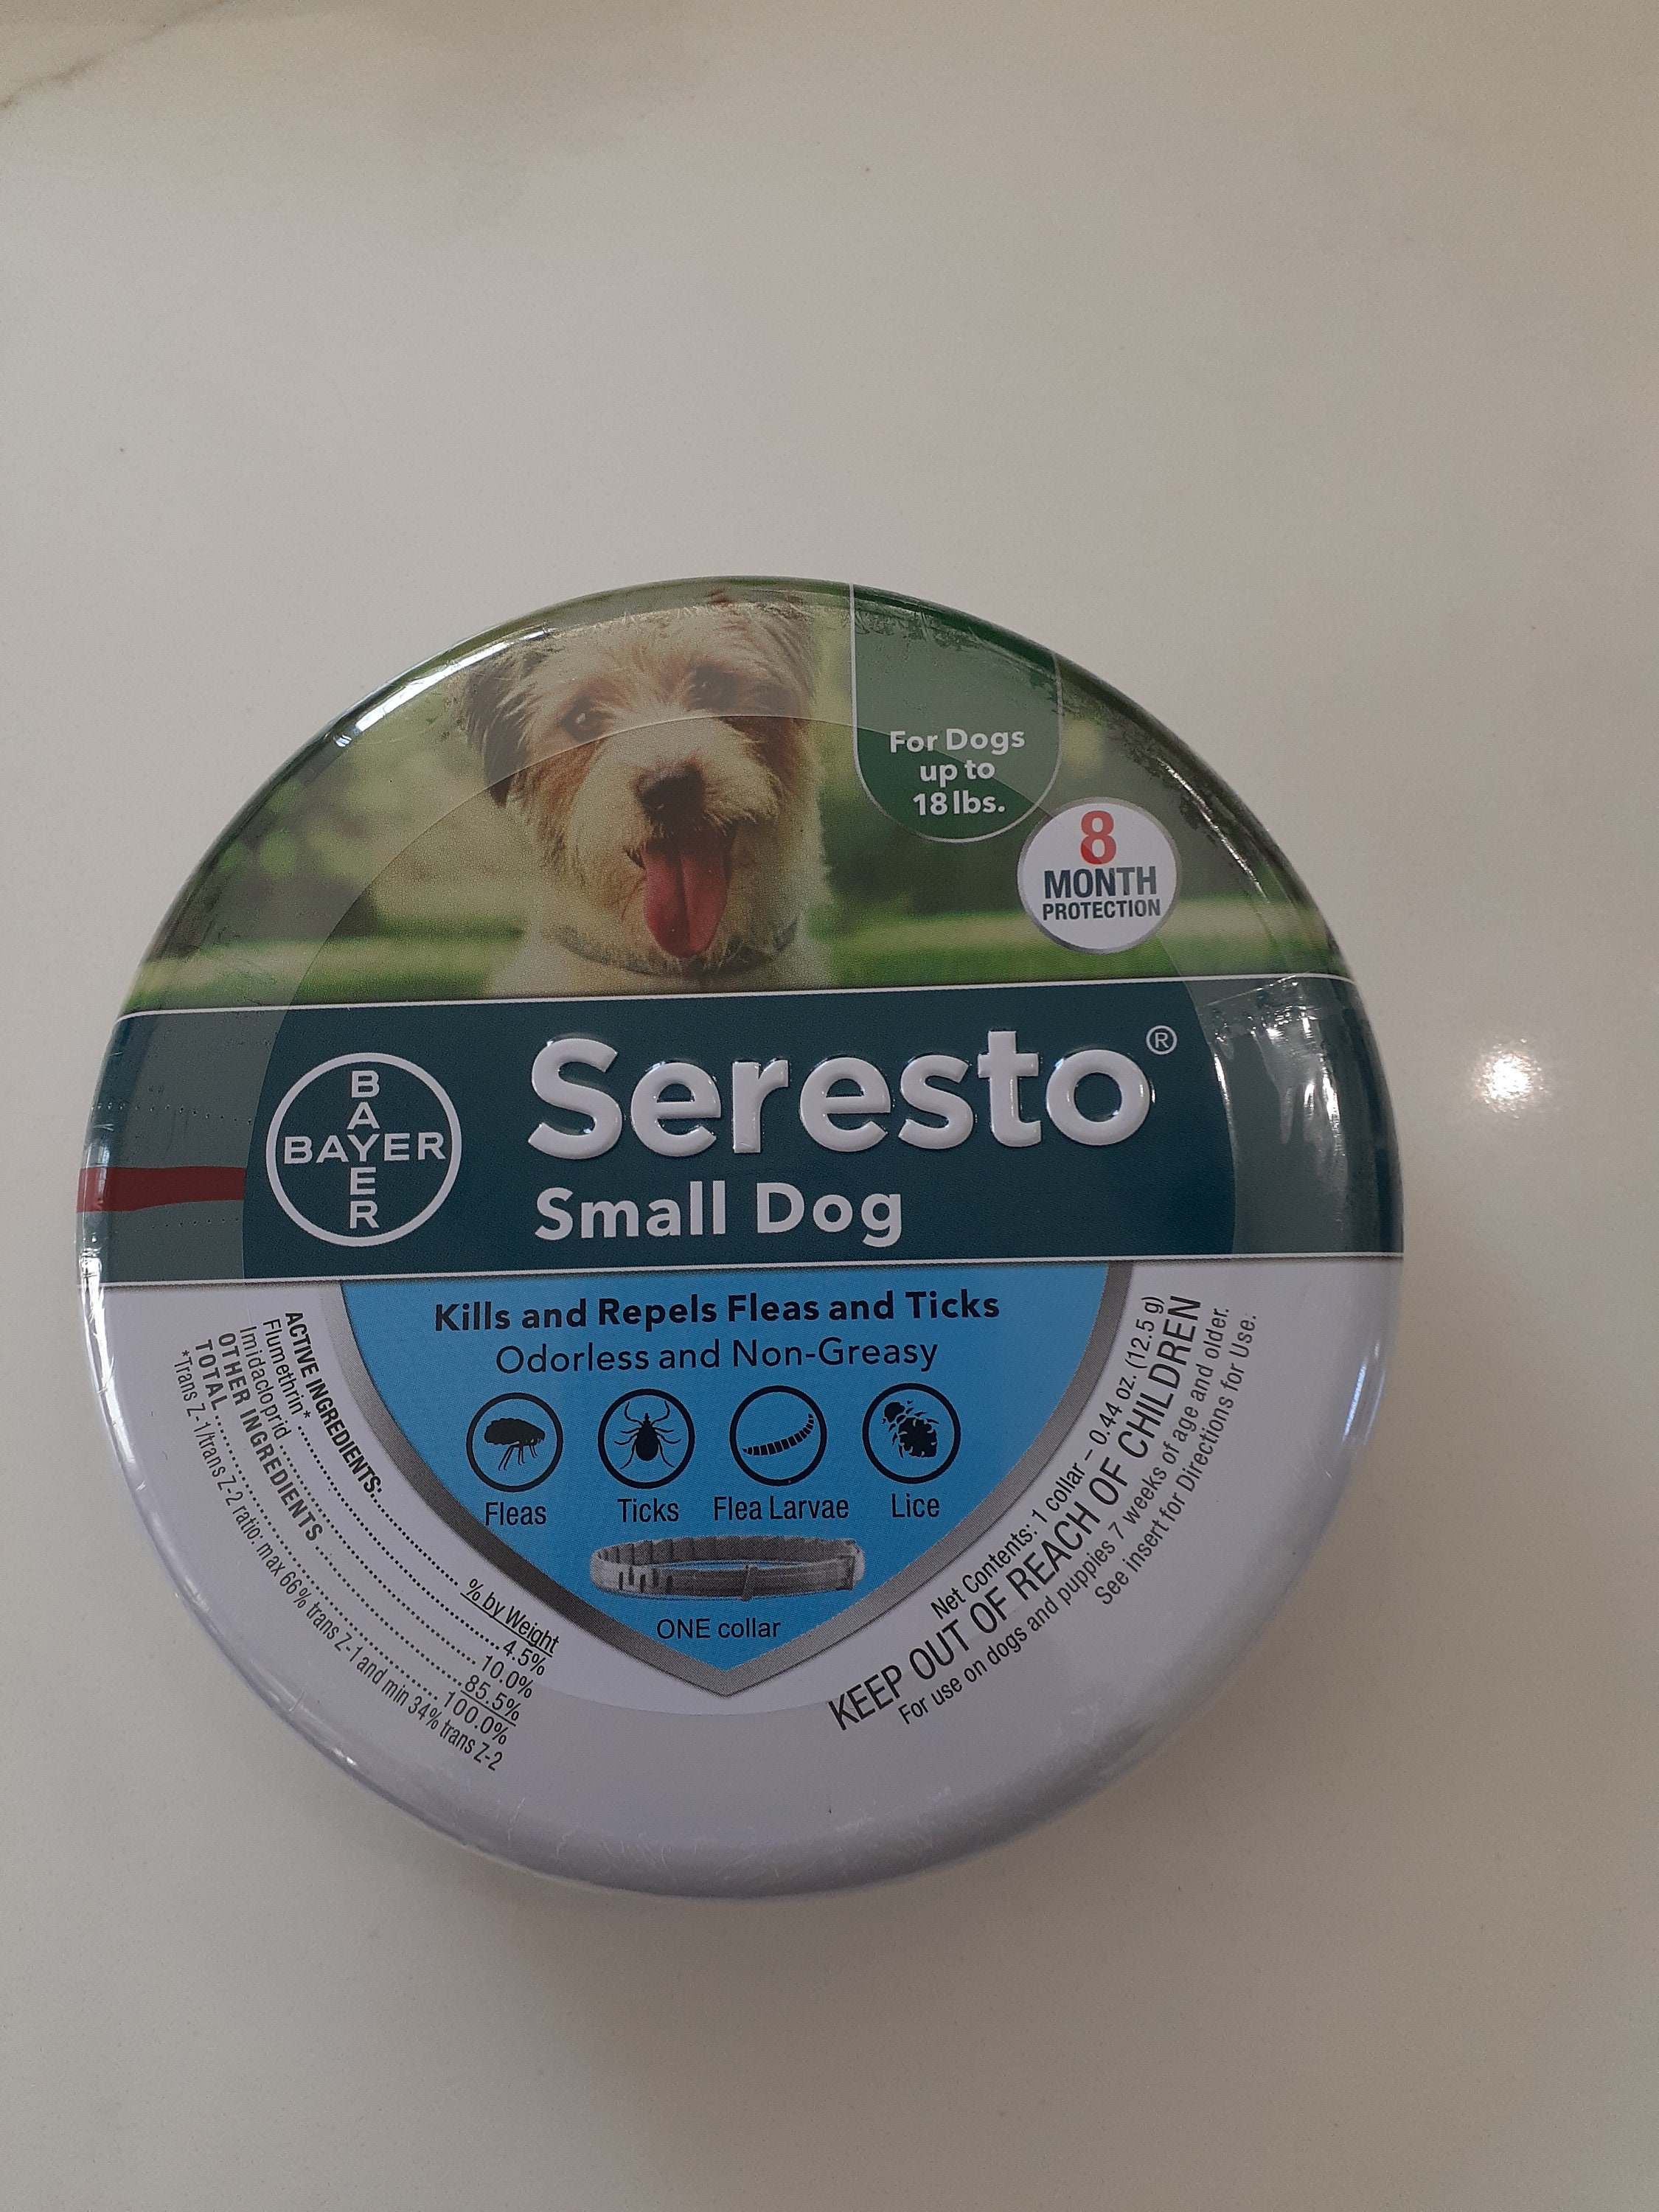 For Dogs
up to
18 lbs.
8
MONTH
PROTECTION
BAYER
BAYER
Seresto®
Small Dog
Kills and Repels Fleas and Ticks
Odorless and Non-Greasy
Fleas
Ticks
Flea Larvae
Lice
ONE collar
ACTIVE INGREDIENTS: % by Weight
Flumethrin* 4.5%
Imidacloprid 10.0%
OTHER INGREDIENTS 85.5%
TOTAL 100.0%
*Trans Z-1/trans Z-2 ratio: max 66% trans Z-1 and min 34% trans Z-2
Net Contents: 1 collar – 0.44 oz. (12.5 g)
KEEP OUT OF REACH OF CHILDREN
For use on dogs and puppies 7 weeks of age and older.
See insert for Directions for Use.